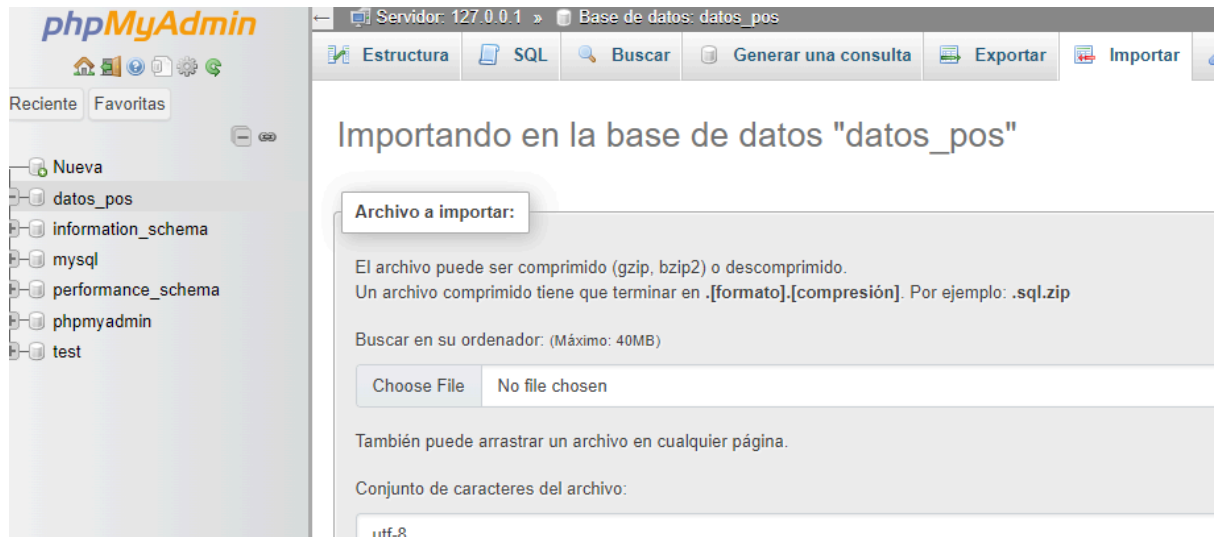 phpMyAdmin
Reciente Favoritas
Nueva
datos_pos
information_schema
mysql
performance_schema
phpmyadmin
test
Servidor: 127.0.0.1 » Base de datos: datos_pos
Estructura SQL Buscar Generar una consulta Exportar Importar
Importando en la base de datos "datos_pos"
Archivo a importar:
El archivo puede ser comprimido (gzip, bzip2) o descomprimido.
Un archivo comprimido tiene que terminar en .[formato].[compresión]. Por ejemplo: .sql.zip
Buscar en su ordenador: (Máximo: 40MB)
Choose File No file chosen
También puede arrastrar un archivo en cualquier página.
Conjunto de caracteres del archivo:
utf-8